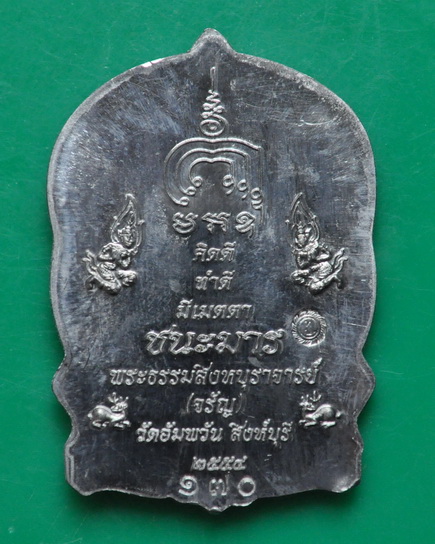 คิดดี
ทำดี
มีเมตตา
ชนะมาร
พระธรรมสิงหบุราจารย์
(จรัญ)
วัดอัมพวัน สิงห์บุรี
๒๕๕๔
๑๗๐